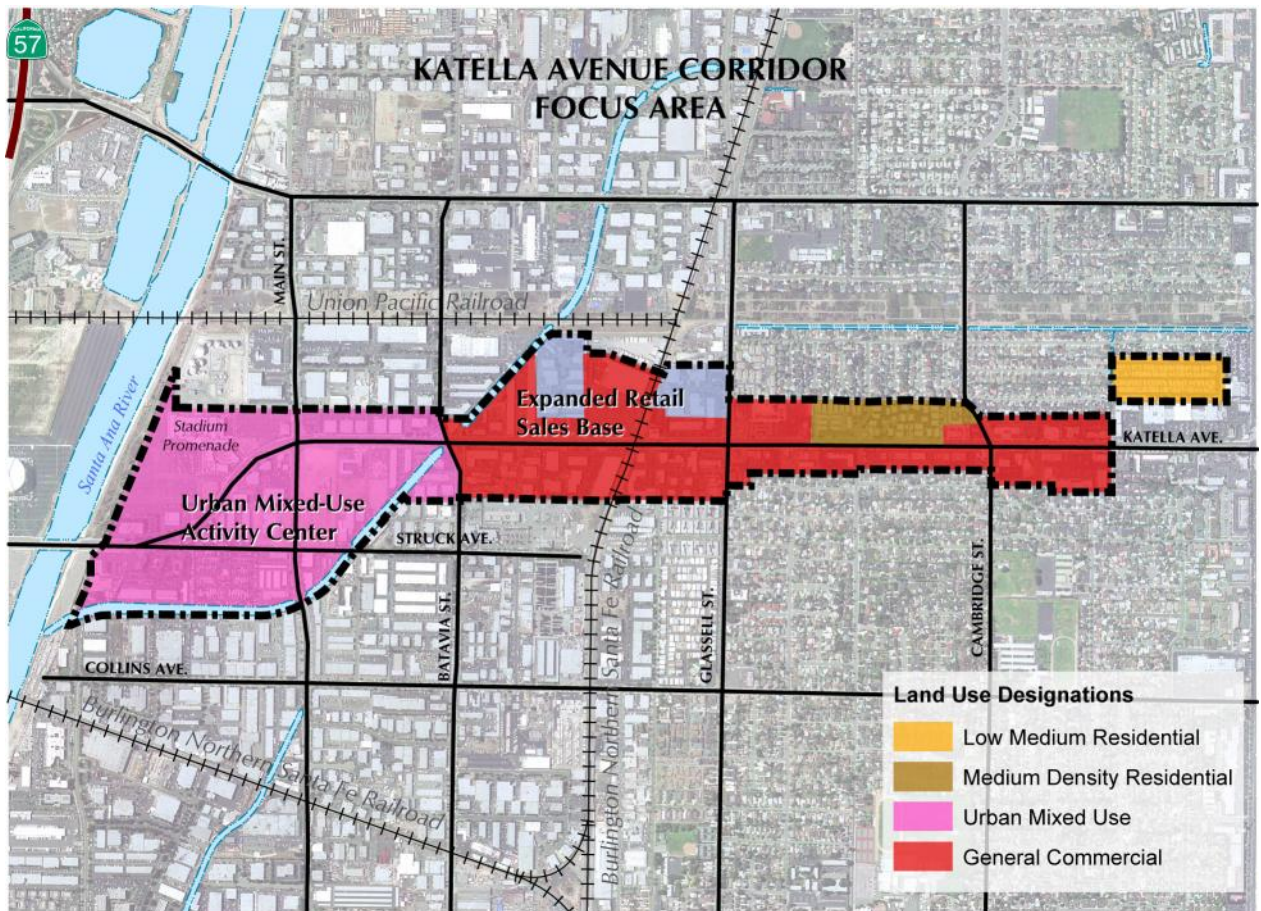 CALIFORNIA
57
KATELLA AVENUE CORRIDOR
FOCUS AREA
MAIN ST.
Union Pacific Railroad
Santa Ana River
Stadium
Promenade
Expanded Retail
Sales Base
KATELLA AVE.
Urban Mixed-Use
Activity Center
STRUCK AVE.
BATAVIA ST.
Burlington Northern Santa Fe Railroad
GLASSELL ST.
CAMBRIDGE ST.
COLLINS AVE.
Burlington Northern Santa Fe Railroad
Land Use Designations
Low Medium Residential
Medium Density Residential
Urban Mixed Use
General Commercial